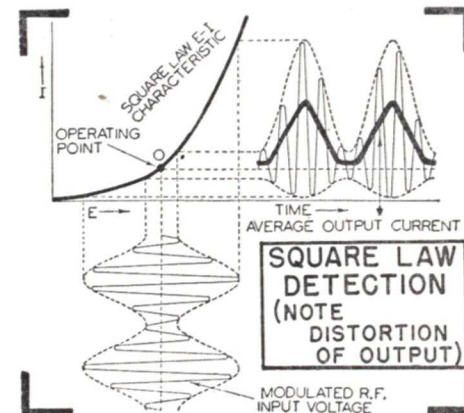 SQUARE LAW E-I
CHARACTERISTIC
I
OPERATING
POINT
O
E
TIME
AVERAGE OUTPUT CURRENT
SQUARE LAW
DETECTION
(NOTE
DISTORTION
OF OUTPUT)
MODULATED R.F.
INPUT VOLTAGE